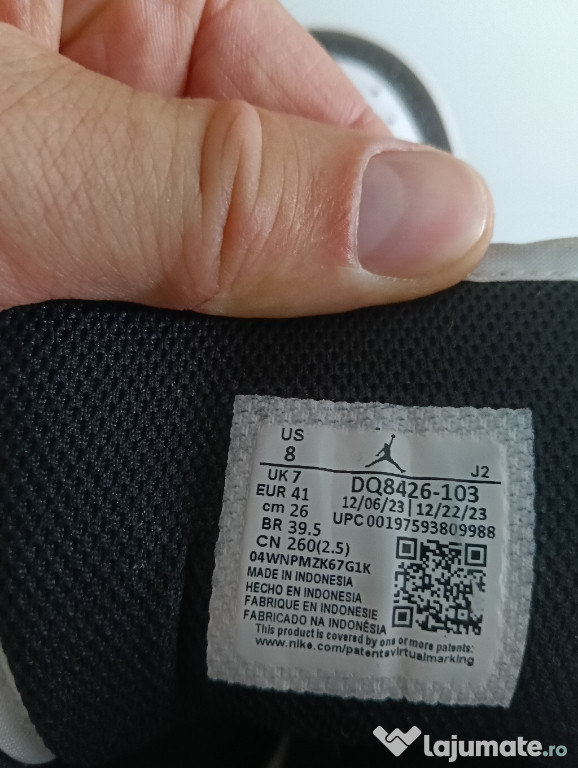 US
8
J2
UK 7
EUR 41
cm 26
BR 39.5
CN 260(2.5)
DQ8426-103
12/06/23 | 12/22/23
UPC 00197593809988
04WNPMZK67G1K
MADE IN INDONESIA
HECHO EN INDONESIA
FABRIQUE EN INDONESIE
FABRICADO NA INDONÉSIA
This product is covered by one or more patents:
www.nike.com/patentsvirtualmarking
lajumate.ro